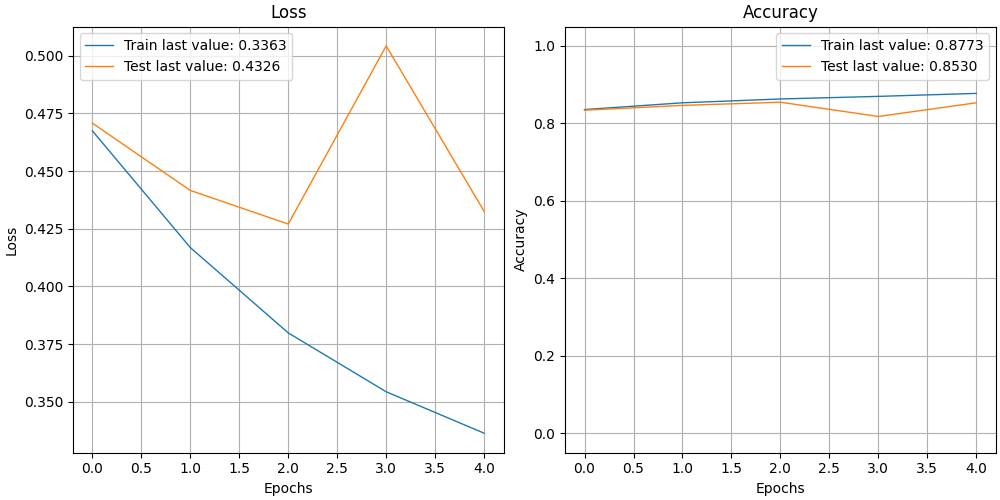 Loss
Train last value: 0.3363
Test last value: 0.4326
0.500
0.475
0.450
0.425
0.400
0.375
0.350
Loss
0.0 0.5 1.0 1.5 2.0 2.5 3.0 3.5 4.0
Epochs
Accuracy
Train last value: 0.8773
Test last value: 0.8530
1.0
0.8
0.6
0.4
0.2
0.0
Accuracy
0.0 0.5 1.0 1.5 2.0 2.5 3.0 3.5 4.0
Epochs